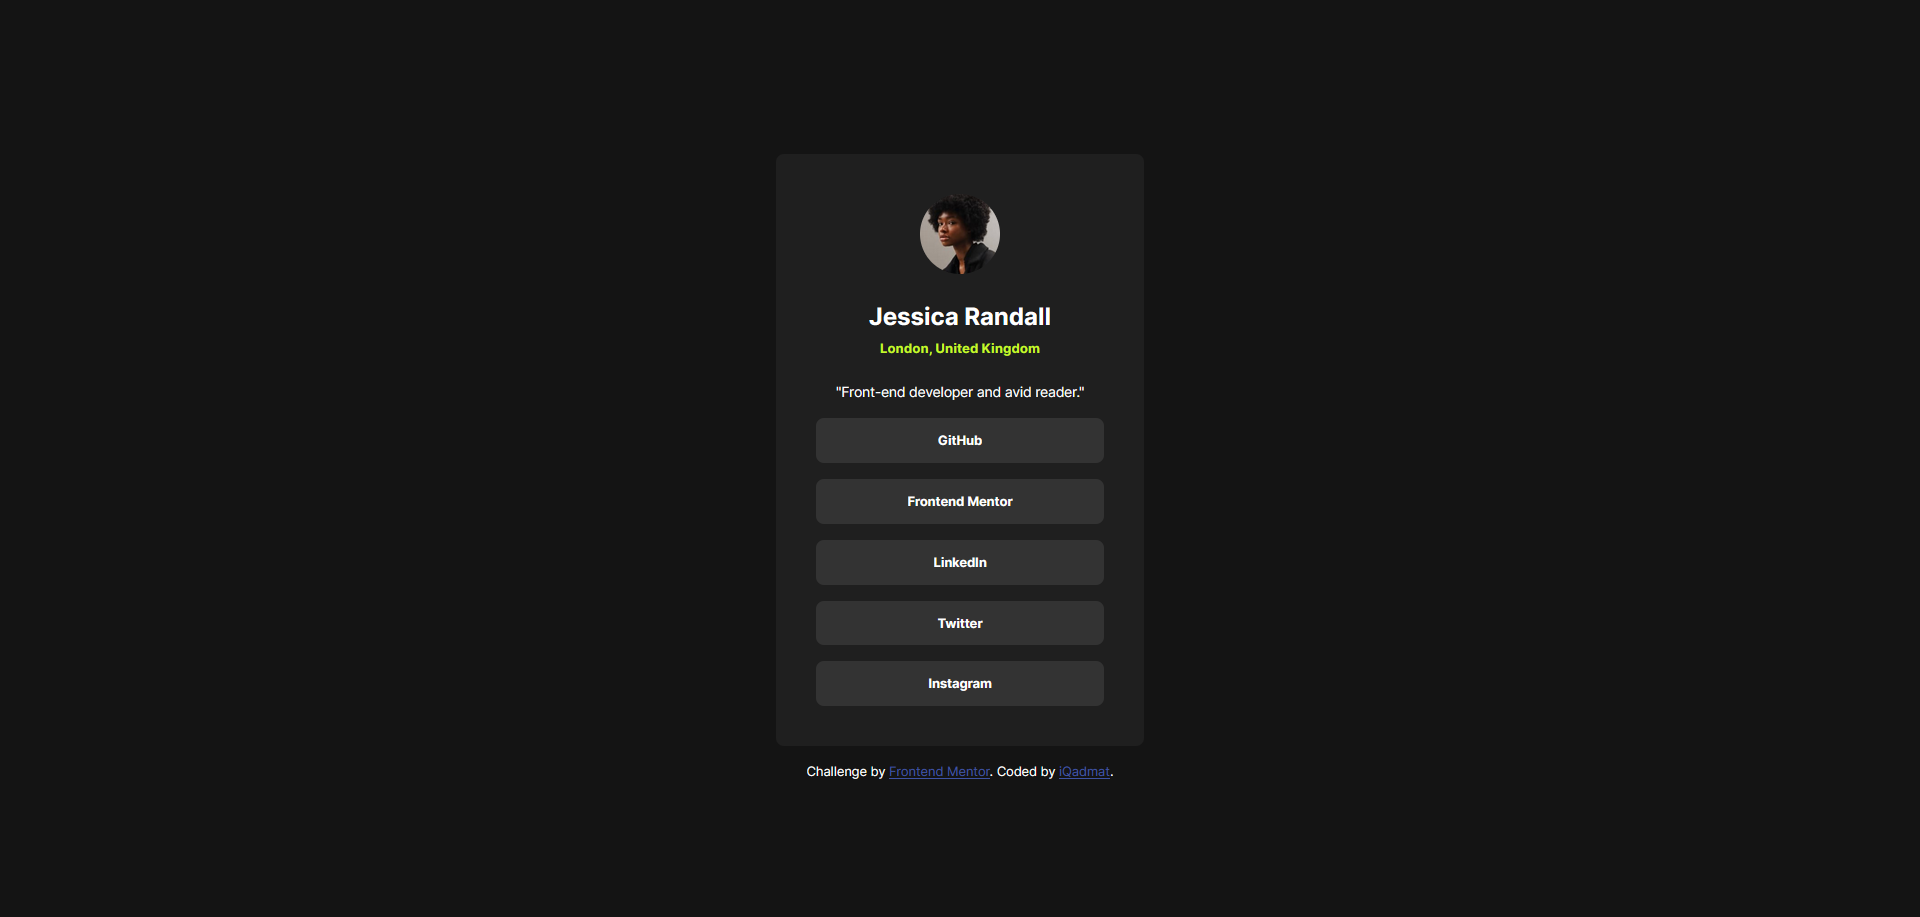 Jessica Randall
London, United Kingdom
"Front-end developer and avid reader."
GitHub
Frontend Mentor
LinkedIn
Twitter
Instagram
Challenge by Frontend Mentor. Coded by iQadmat.